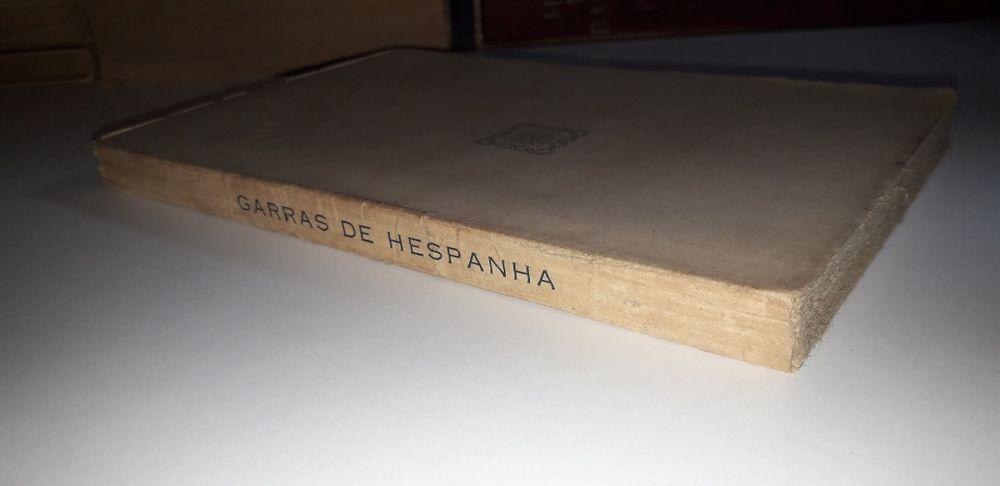 GARRAS DE HESPANHA